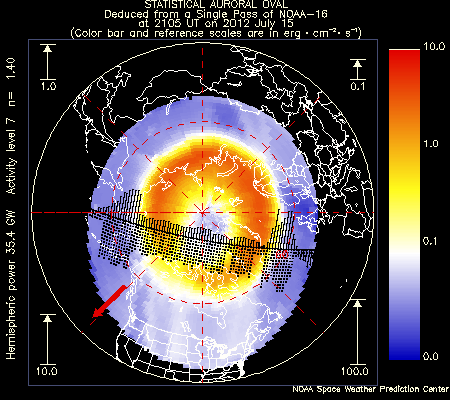 STATISTICAL AURORAL OVAL
Deduced from a Single Pass of NOAA-16
at 2105 UT on 2012 July 15
(Color bar and reference scales are in erg · cm⁻² · s⁻¹)
Hemispheric power 35.4 GW Activity level 7 n= 1.40
1.0
0.1
10.0
100.0
10.0
1.0
0.1
0.0
NOAA Space Weather Prediction Center